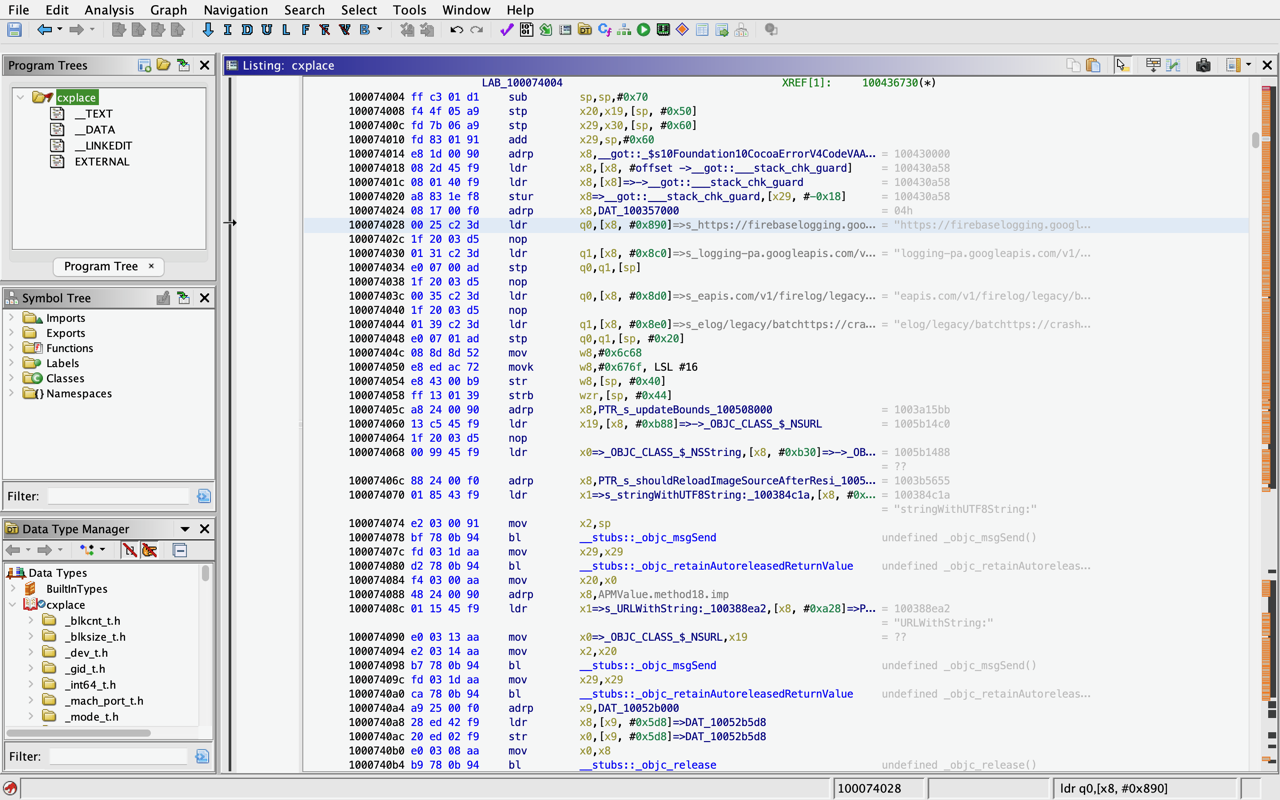 File Edit Analysis Graph Navigation Search Select Tools Window Help
Program Trees
cxplace
__TEXT
__DATA
__LINKEDIT
EXTERNAL
Program Tree ×
Symbol Tree
Imports
Exports
Functions
Labels
Classes
Namespaces
Filter:
Data Type Manager
Data Types
BuiltInTypes
cxplace
_blkcnt_t.h
_blksize_t.h
_dev_t.h
_gid_t.h
_int64_t.h
_mach_port_t.h
_mode_t.h
Filter:
Listing: cxplace
LAB_100074004 XREF[1]: 100436730(*)
100074004 ff c3 01 d1 sub sp,sp,#0x70
100074008 f4 4f 05 a9 stp x20,x19,[sp, #0x50]
10007400c fd 7b 06 a9 stp x29,x30,[sp, #0x60]
100074010 fd 83 01 91 add x29,sp,#0x60
100074014 e8 1d 00 90 adrp x8,__got::_$s10Foundation10CocoaErrorV4CodeVAA... = 100430000
100074018 08 2d 45 f9 ldr x8,[x8, #offset ->__got::___stack_chk_guard] = 100430a58
10007401c 08 01 40 f9 ldr x8,[x8]=>->__got::___stack_chk_guard = 100430a58
100074020 a8 83 1e f8 stur x8=>__got::___stack_chk_guard,[x29, #-0x18] = 100430a58
100074024 08 17 00 f0 adrp x8,DAT_100357000 = 04h
100074028 00 25 c2 3d ldr q0,[x8, #0x890]=>s_https://firebaselogging.goo... = "https://firebaselogging.googl...
10007402c 1f 20 03 d5 nop
100074030 01 31 c2 3d ldr q1,[x8, #0x8c0]=>s_logging-pa.googleapis.com/v... = "logging-pa.googleapis.com/v1/...
100074034 e0 07 00 ad stp q0,q1,[sp]
100074038 1f 20 03 d5 nop
10007403c 00 35 c2 3d ldr q0,[x8, #0x8d0]=>s_eapis.com/v1/firelog/legacy... = "eapis.com/v1/firelog/legacy/b...
100074040 1f 20 03 d5 nop
100074044 01 39 c2 3d ldr q1,[x8, #0x8e0]=>s_elog/legacy/batchhttps://cra... = "elog/legacy/batchttps://crash...
100074048 e0 07 01 ad stp q0,q1,[sp, #0x20]
10007404c 08 8d 8d 52 mov w8,#0x6c68
100074050 e8 ed ac 72 movk w8,#0x676f, LSL #16
100074054 e8 43 00 b9 str w8,[sp, #0x40]
100074058 ff 13 01 39 strb wzr,[sp, #0x44]
10007405c a8 24 00 90 adrp x8,PTR_s_updateBounds_100508000 = 1003a15bb
100074060 13 c5 45 f9 ldr x19,[x8, #0xb88]=>->_OBJC_CLASS_$_NSURL = 1005b14c0
100074064 1f 20 03 d5 nop
100074068 00 99 45 f9 ldr x0=>_OBJC_CLASS_$_NSString,[x8, #0xb30]=>->_OB... = 1005b1488
= ??
10007406c 88 24 00 f0 adrp x8,PTR_s_shouldReloadImageSourceAfterResi_1005... = 1003b5655
100074070 01 85 43 f9 ldr x1=>s_stringWithUTF8String:_100384c1a,[x8, #0x... = 100384c1a
= "stringWithUTF8String:"
100074074 e2 03 00 91 mov x2,sp
100074078 bf 78 0b 94 bl __stubs::_objc_msgSend undefined _objc_msgSend()
10007407c fd 03 1d aa mov x29,x29
100074080 d2 78 0b 94 bl __stubs::_objc_retainAutoreleasedReturnValue undefined _objc_retainAutoreleas...
100074084 f4 03 00 aa mov x20,x0
100074088 48 24 00 90 adrp x8,APMValue.method18.imp
10007408c 01 15 45 f9 ldr x1=>s_URLWithString:_100388ea2,[x8, #0xa28]=>P... = 100388ea2
= "URLWithString:"
100074090 e0 03 13 aa mov x0=>_OBJC_CLASS_$_NSURL,x19 = ??
100074094 e2 03 14 aa mov x2,x20
100074098 b7 78 0b 94 bl __stubs::_objc_msgSend undefined _objc_msgSend()
10007409c fd 03 1d aa mov x29,x29
1000740a0 ca 78 0b 94 bl __stubs::_objc_retainAutoreleasedReturnValue undefined _objc_retainAutoreleas...
1000740a4 a9 25 00 f0 adrp x9,DAT_10052b000
1000740a8 28 ed 42 f9 ldr x8,[x9, #0x5d8]=>DAT_10052b5d8
1000740ac 20 ed 02 f9 str x0,[x9, #0x5d8]=>DAT_10052b5d8
1000740b0 e0 03 08 aa mov x0,x8
1000740b4 b9 78 0b 94 bl __stubs::_objc_release undefined _objc_release()
100074028 ldr q0,[x8, #0x890]